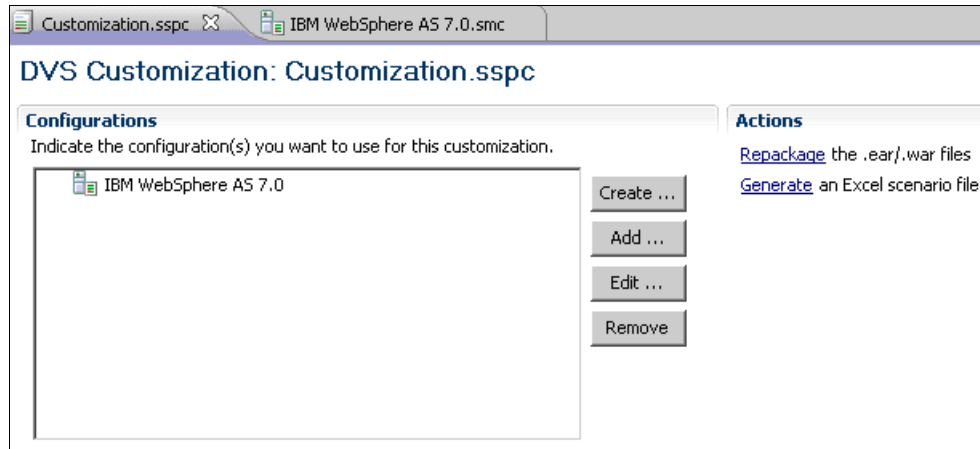 Customization.sspc
IBM WebSphere AS 7.0.smc
DVS Customization: Customization.sspc
Configurations
Indicate the configuration(s) you want to use for this customization.
IBM WebSphere AS 7.0
Create ...
Add ...
Edit ...
Remove
Actions
Repackage the .ear/.war files
Generate an Excel scenario file